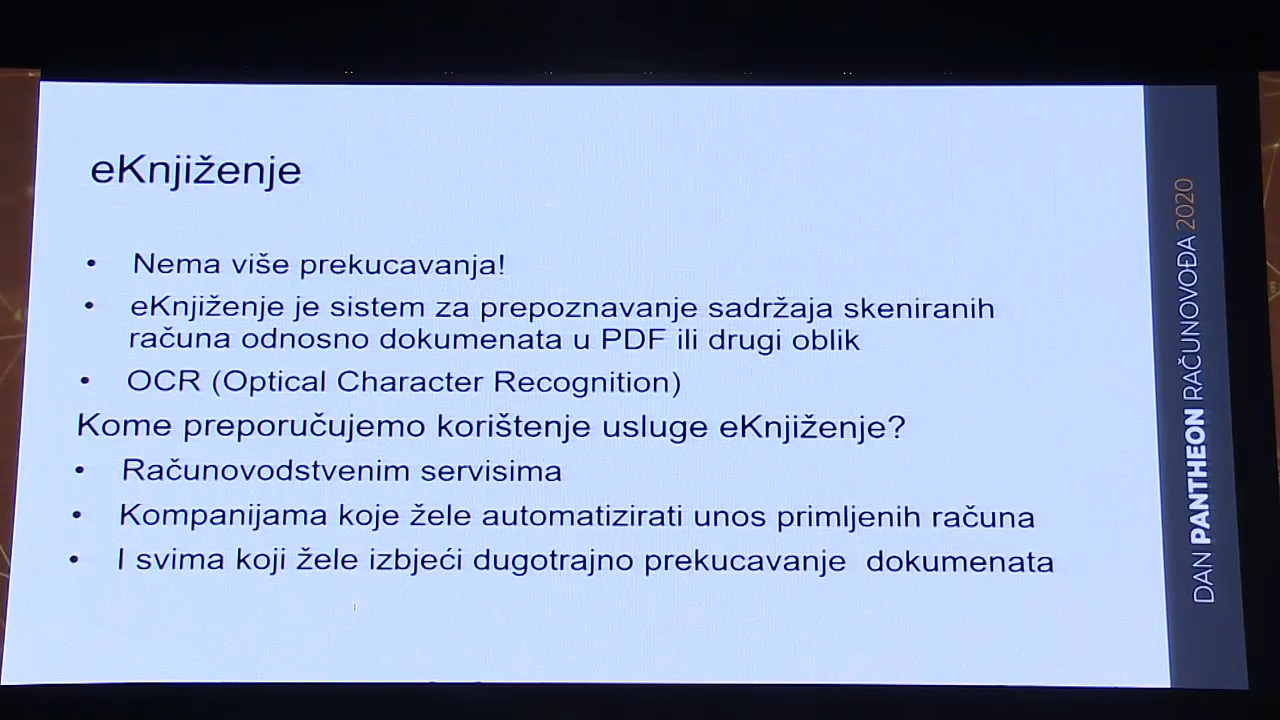 eKnjiženje
• Nema više prekucavanja!
• eKnjiženje je sistem za prepoznavanje sadržaja skeniranih
računa odnosno dokumenata u PDF ili drugi oblik
• OCR (Optical Character Recognition)
Kome preporučujemo korištenje usluge eKnjiženje?
• Računovodstvenim servisima
• Kompanijama koje žele automatizirati unos primljenih računa
• I svima koji žele izbjeći dugotrajno prekucavanje  dokumenata
DAN PANTHEON RAČUNOVOĐA 2020